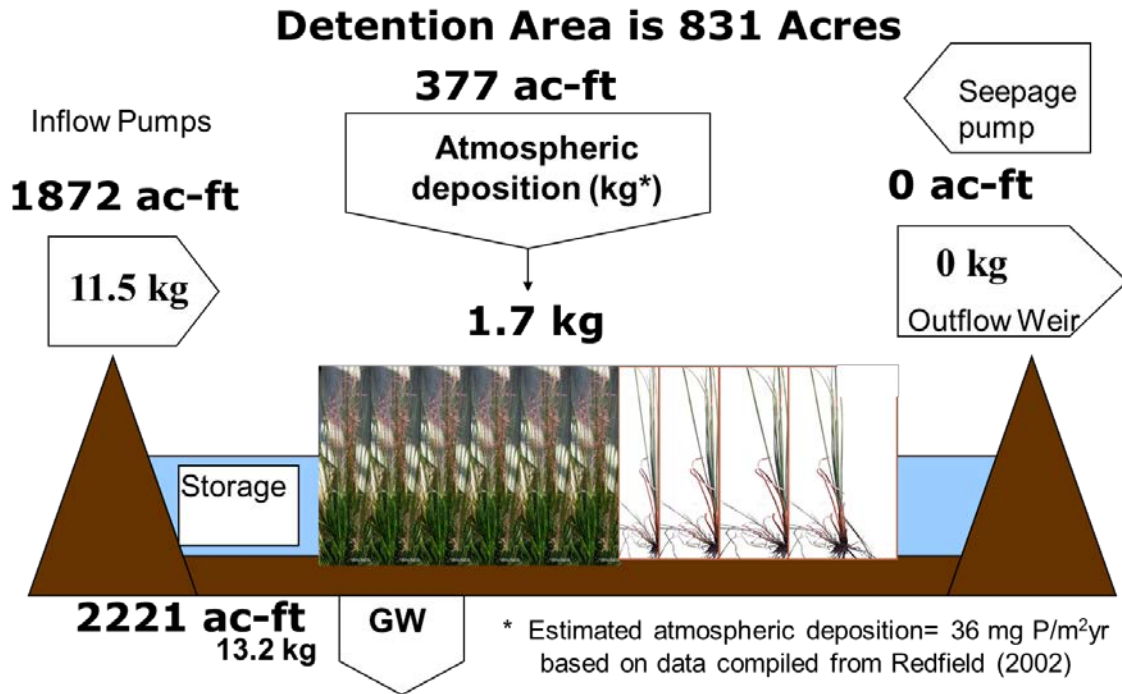 Detention Area is 831 Acres
377 ac-ft
Inflow Pumps
1872 ac-ft
11.5 kg
Atmospheric
deposition (kg*)
1.7 kg
Seepage
pump
0 ac-ft
0 kg
Outflow Weir
Storage
2221 ac-ft
13.2 kg
GW
* Estimated atmospheric deposition= 36 mg P/m²yr
based on data compiled from Redfield (2002)